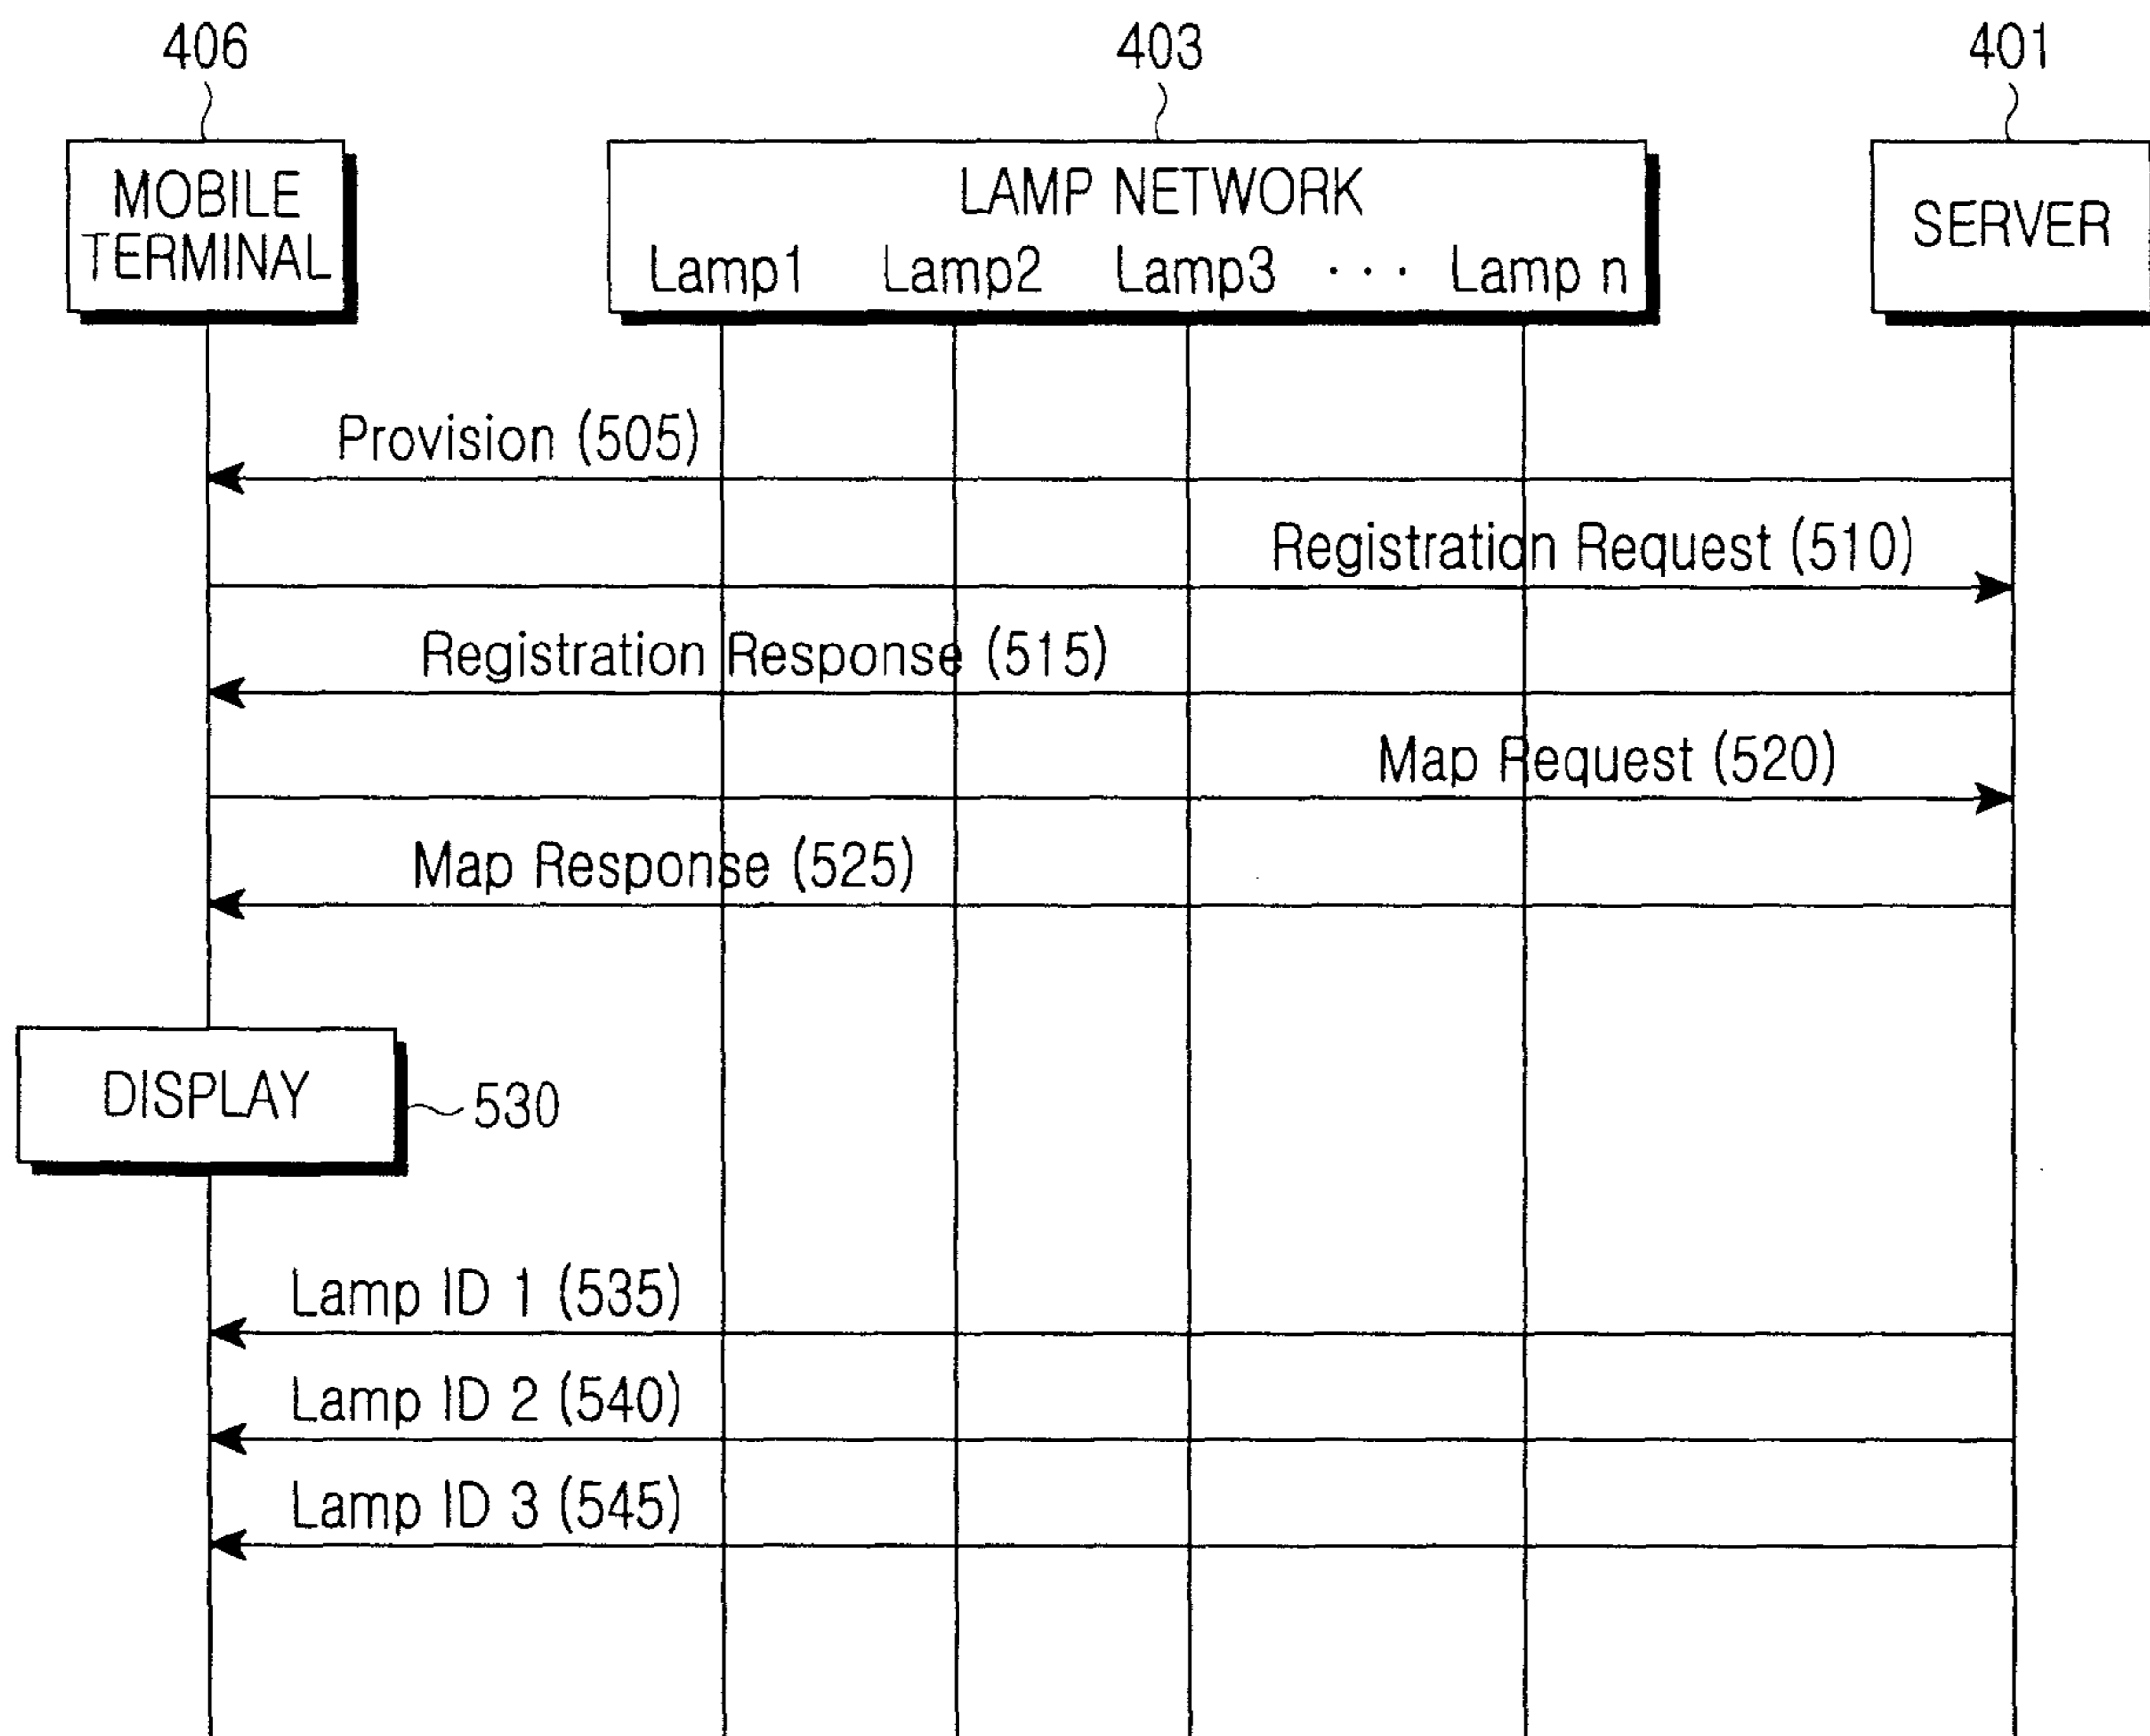 406
403
401
MOBILE
TERMINAL
LAMP NETWORK
Lamp1 Lamp2 Lamp3 ... Lamp n
SERVER
Provision (505)
Registration Request (510)
Registration Response (515)
Map Request (520)
Map Response (525)
DISPLAY
530
Lamp ID 1 (535)
Lamp ID 2 (540)
Lamp ID 3 (545)